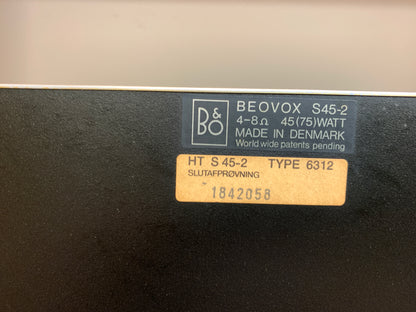 B&O
BEOVOX S45-2
4-8Ω 45(75)WATT
MADE IN DENMARK
World wide patents pending
HT S 45-2 TYPE 6312
SLUTAFPRØVNING
1842058